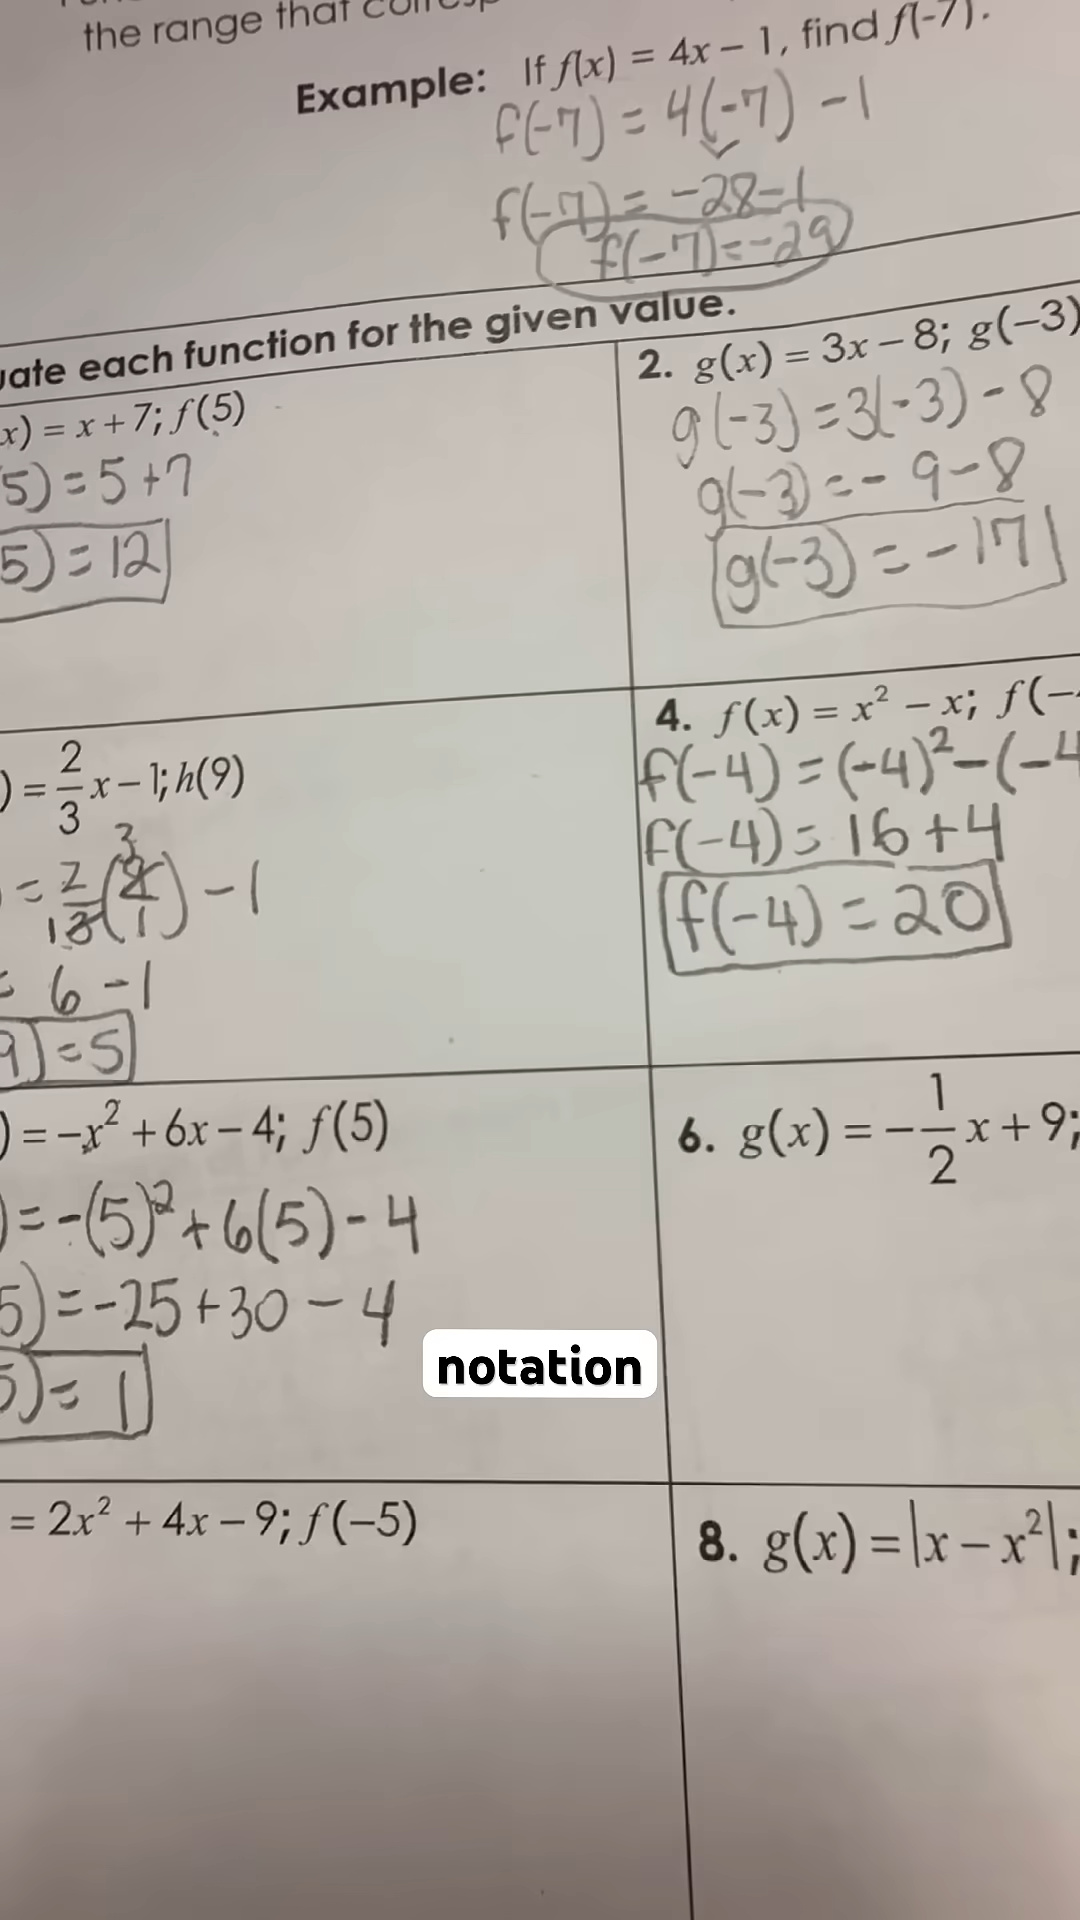 the range that
Example: If f(x) = 4x – 1, find f(-7).
f(-7) = 4(-7) - 1
f(-7) = -28-1
f(-7) = -29
each function for the given value.
x) = x + 7; f(5)
5) = 5 + 7
5) = 12
2. g(x) = 3x – 8; g(–3)
g(-3) = 3(-3) - 8
g(-3) = - 9 - 8
g(-3) = - 17
) = 2/3 x – 1; h(9)
= 2/3 (9/1) - 1
3
1
= 6 - 1
9) = 5
4. f(x) = x² – x; f(–
f(-4) = (-4)² - (-4
f(-4) = 16 + 4
f(-4) = 20
) = –x² + 6x – 4; f(5)
) = -(5)² + 6(5) - 4
5) = -25 + 30 - 4
5) = 1
6. g(x) = –1/2 x + 9;
notation
= 2x² + 4x – 9; f(–5)
8. g(x) = |x – x²|;